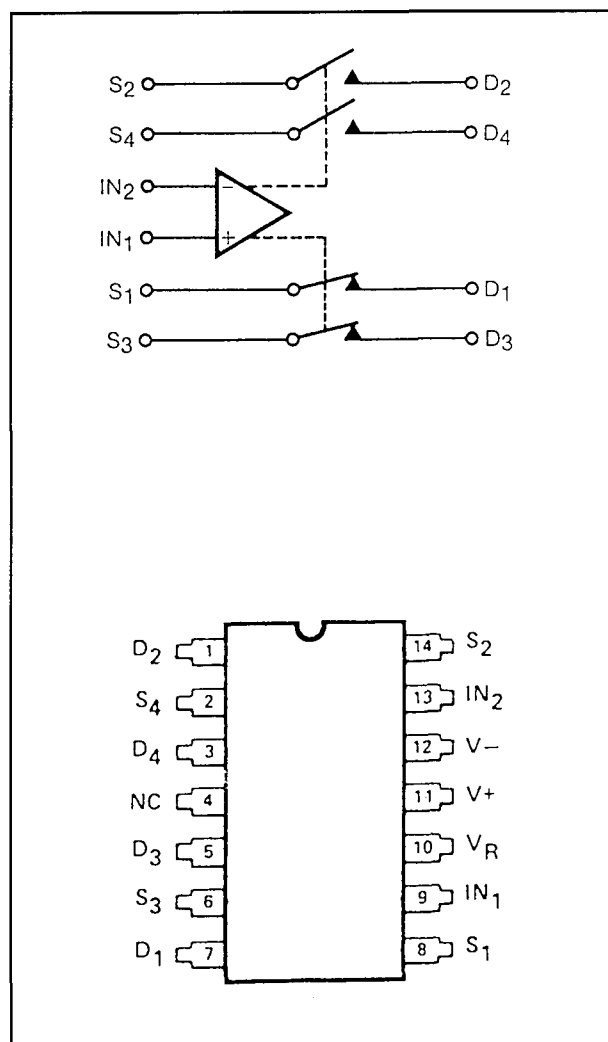 S2 D2
S4 D4
IN2 -
IN1 +
S1 D1
S3 D3
D2 1 14 S2
S4 2 13 IN2
D4 3 12 V-
NC 4 11 V+
D3 5 10 VR
S3 6 9 IN1
D1 7 8 S1